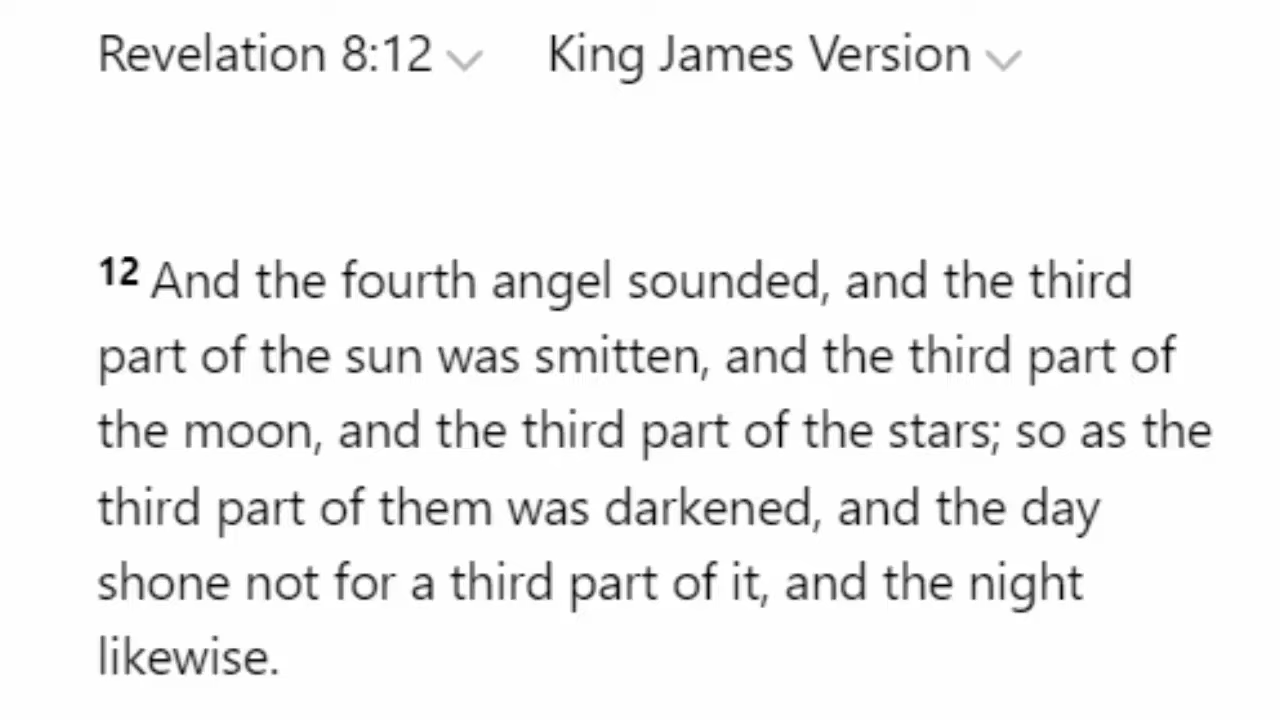 Revelation 8:12 King James Version
12 And the fourth angel sounded, and the third
part of the sun was smitten, and the third part of
the moon, and the third part of the stars; so as the
third part of them was darkened, and the day
shone not for a third part of it, and the night
likewise.